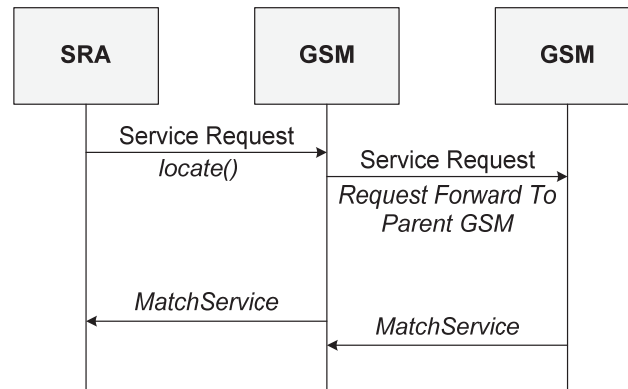 SRA
GSM
GSM
Service Request
locate()
Service Request
Request Forward To
Parent GSM
MatchService
MatchService